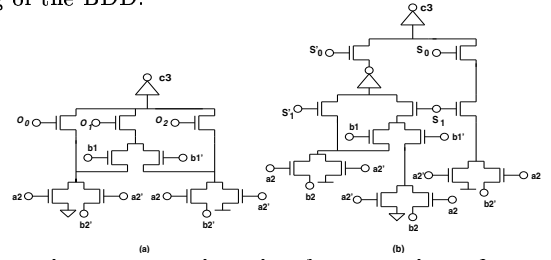 g of the BDD.
c3
c3
S'0
S0
O0
O1
O2
S'1
S1
b1
b1'
b1
b1'
a2
a2'
a2
a2'
a2
a2'
a2
a2'
a2'
a2
b2
b2'
b2'
b2'
b2
(a)
(b)